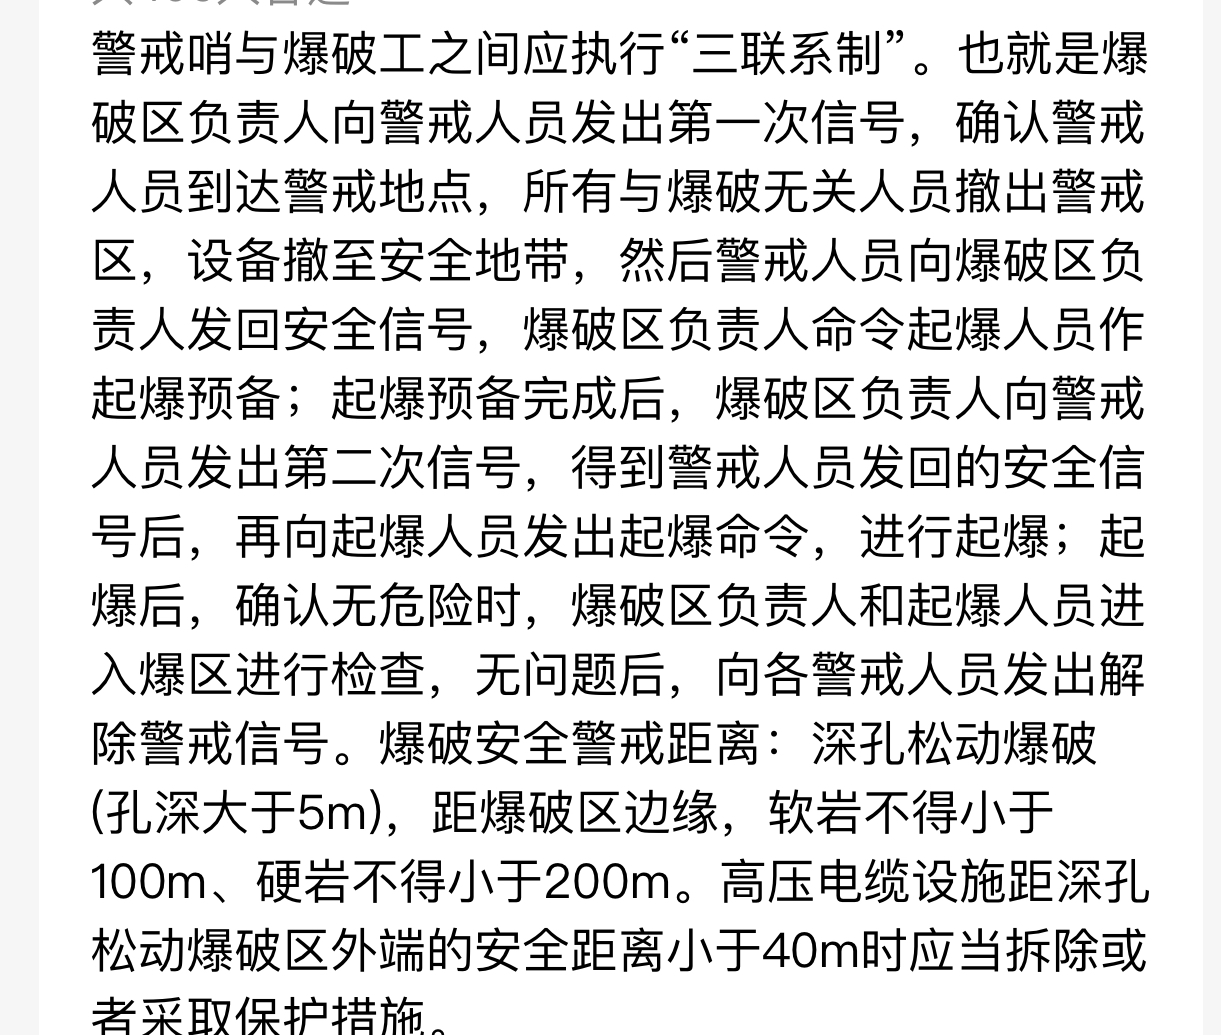 警戒哨与爆破工之间应执行“三联系制”。也就是爆
破区负责人向警戒人员发出第一次信号，确认警戒
人员到达警戒地点，所有与爆破无关人员撤出警戒
区，设备撤至安全地带，然后警戒人员向爆破区负
责人发回安全信号，爆破区负责人命令起爆人员作
起爆预备；起爆预备完成后，爆破区负责人向警戒
人员发出第二次信号，得到警戒人员发回的安全信
号后，再向起爆人员发出起爆命令，进行起爆；起
爆后，确认无危险时，爆破区负责人和起爆人员进
入爆区进行检查，无问题后，向各警戒人员发出解
除警戒信号。爆破安全警戒距离：深孔松动爆破
(孔深大于5m)，距爆破区边缘，软岩不得小于
100m、硬岩不得小于200m。高压电缆设施距深孔
松动爆破区外端的安全距离小于40m时应当拆除或
者采取保护措施。